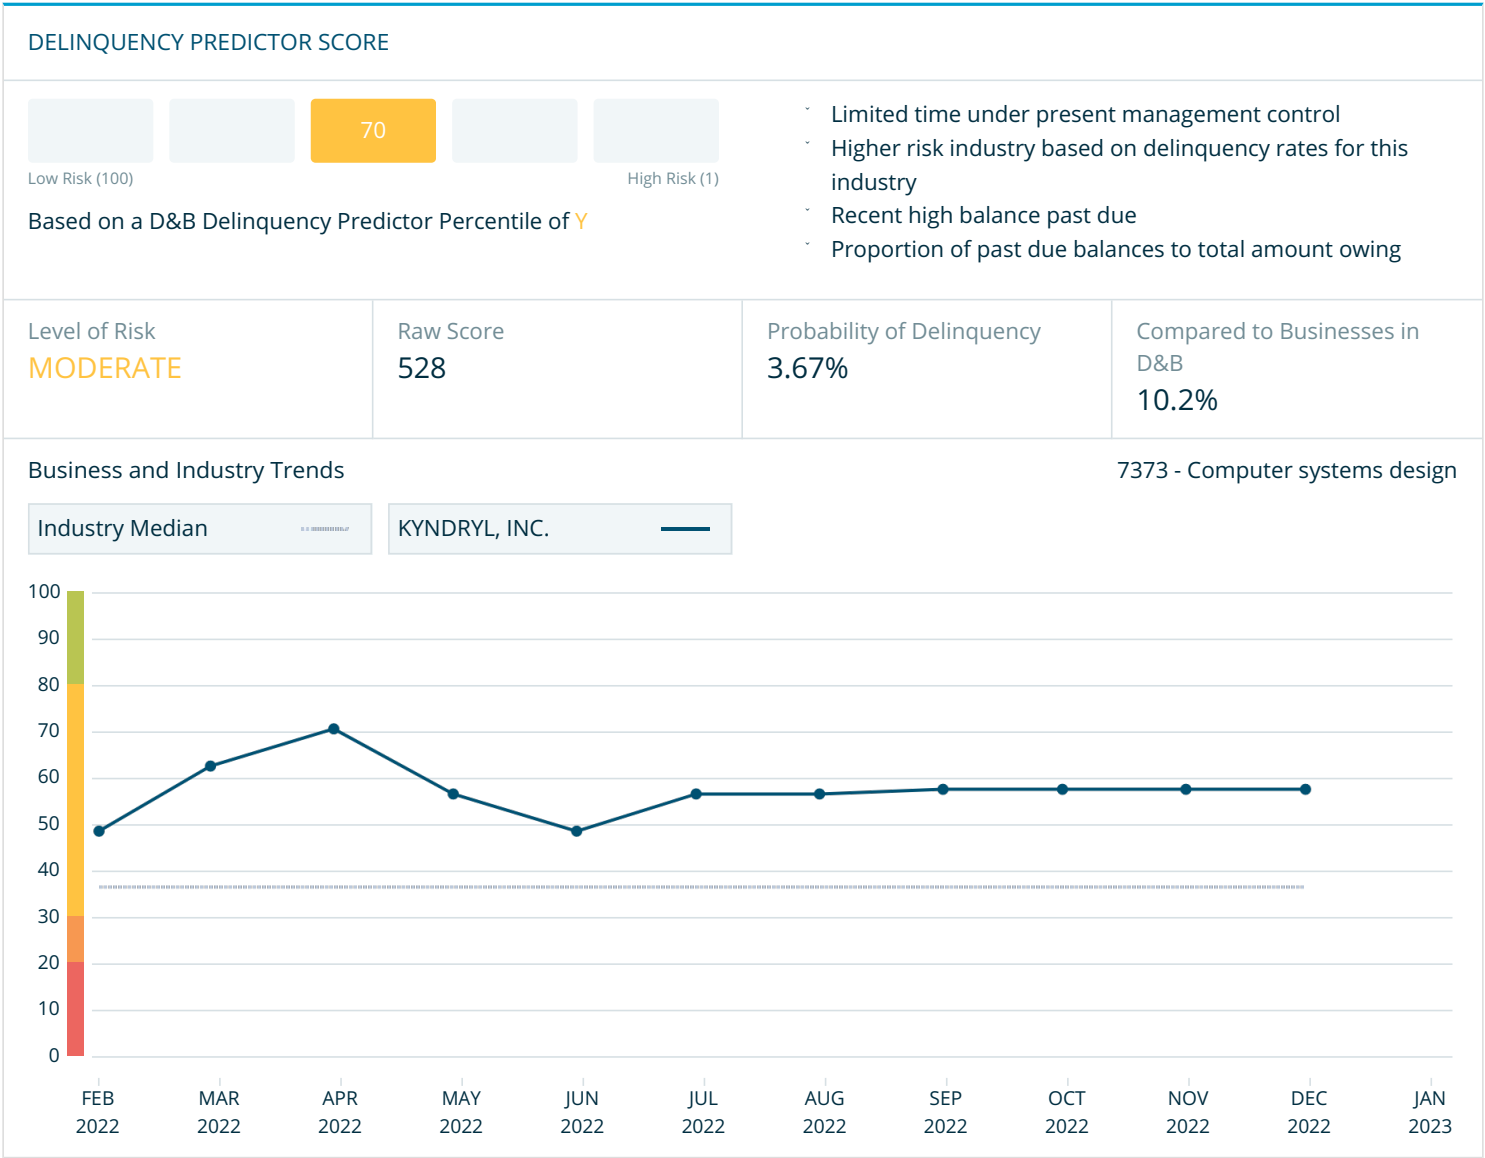 DELINQUENCY PREDICTOR SCORE
70
Low Risk (100)
High Risk (1)
Based on a D&B Delinquency Predictor Percentile of Y
Limited time under present management control
Higher risk industry based on delinquency rates for this
industry
Recent high balance past due
Proportion of past due balances to total amount owing
Level of Risk
MODERATE
Raw Score
528
Probability of Delinquency
3.67%
Compared to Businesses in
D&B
10.2%
Business and Industry Trends
7373 - Computer systems design
Industry Median
KYNDRYL, INC.
100
90
80
70
60
50
40
30
20
10
0
FEB
2022
MAR
2022
APR
2022
MAY
2022
JUN
2022
JUL
2022
AUG
2022
SEP
2022
OCT
2022
NOV
2022
DEC
2022
JAN
2023